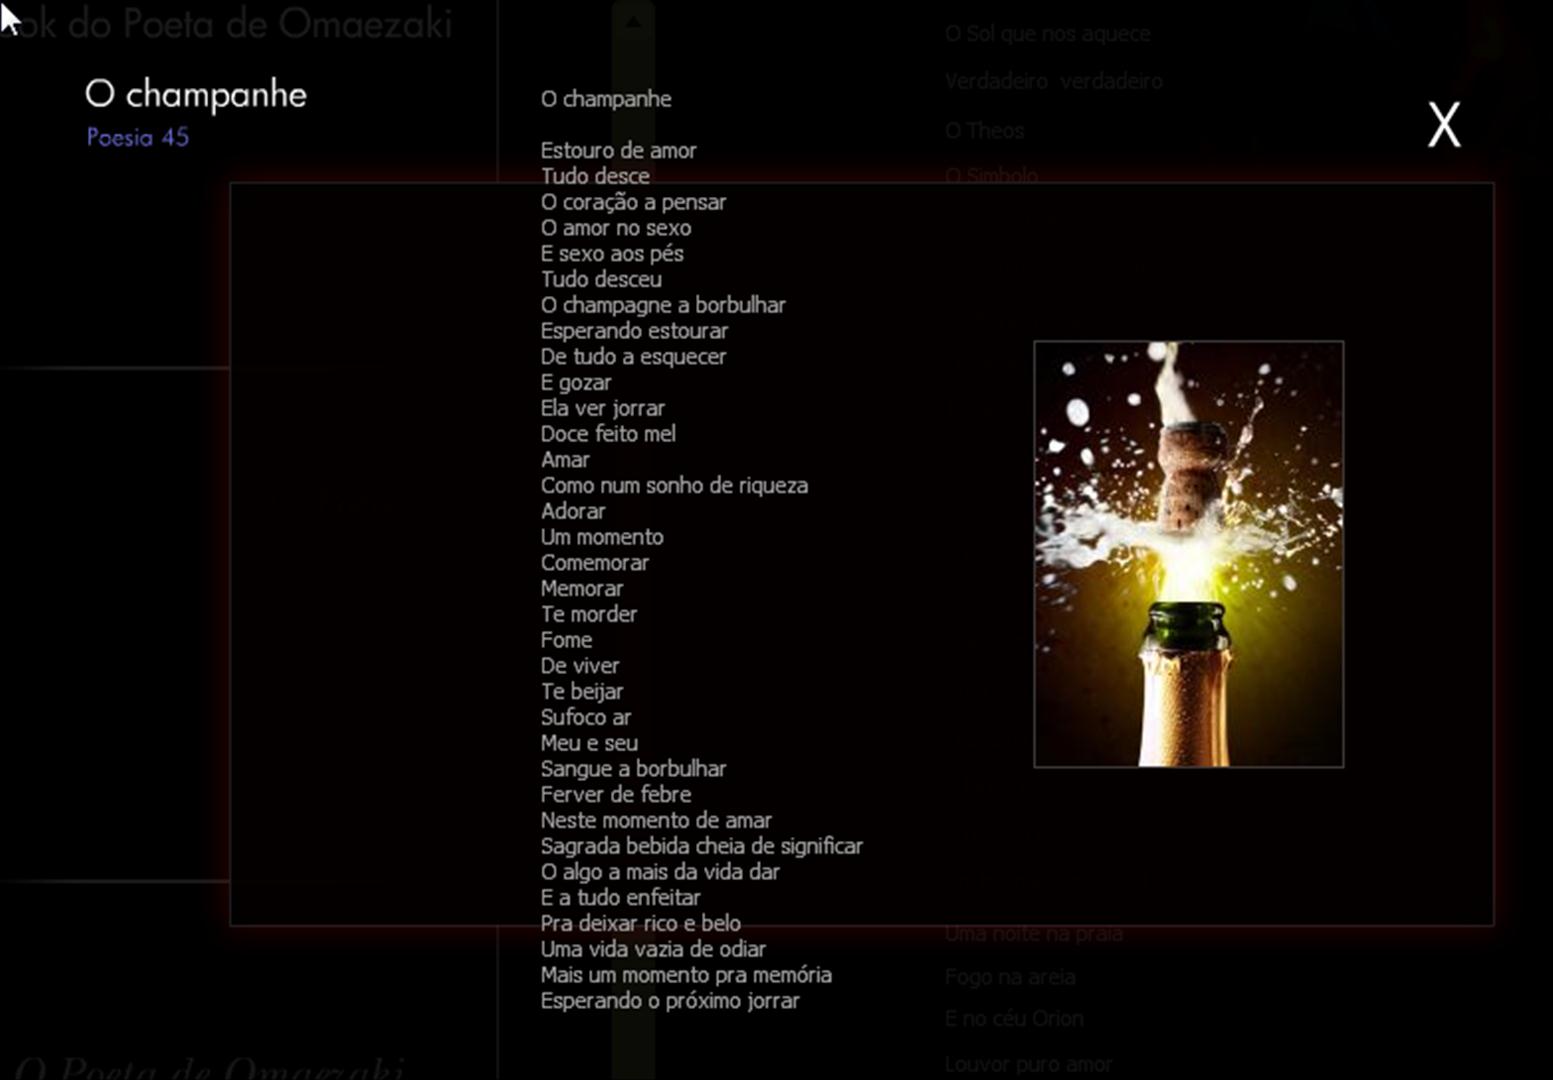 ok do Poeta de Omaezaki
O champanhe
Poesia 45
X
O champanhe
Estouro de amor
Tudo desce
O coração a pensar
O amor no sexo
E sexo aos pés
Tudo desceu
O champagne a borbulhar
Esperando estourar
De tudo a esquecer
E gozar
Ela ver jorrar
Doce feito mel
Amar
Como num sonho de riqueza
Adorar
Um momento
Comemorar
Memorar
Te morder
Fome
De viver
Te beijar
Sufoco ar
Meu e seu
Sangue a borbulhar
Ferver de febre
Neste momento de amar
Sagrada bebida cheia de significar
O algo a mais da vida dar
E a tudo enfeitar
Pra deixar rico e belo
Uma vida vazia de odiar
Mais um momento pra memória
Esperando o próximo jorrar
O Sol que nos aquece
Verdadeiro verdadeiro
O Theos
O Simbolo
Uma noite na praia
Fogo na areia
E no céu Orion
Louvor puro amor
O Poeta de Omaezaki